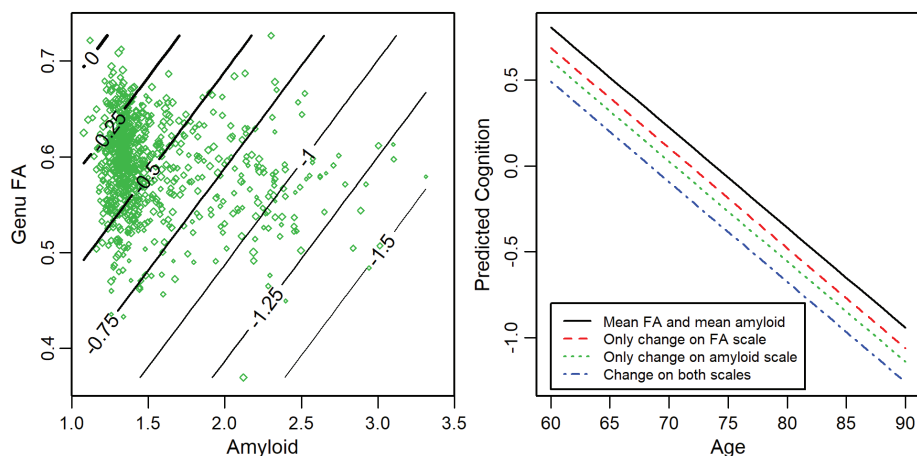 Genu FA
0.4 0.5 0.6 0.7
0
-0.25
-0.5
-0.75
-1
-1.25
-1.5
1.0 1.5 2.0 2.5 3.0 3.5
Amyloid
Predicted Cognition
-1.0 -0.5 0.0 0.5
Mean FA and mean amyloid
Only change on FA scale
Only change on amyloid scale
Change on both scales
60 65 70 75 80 85 90
Age